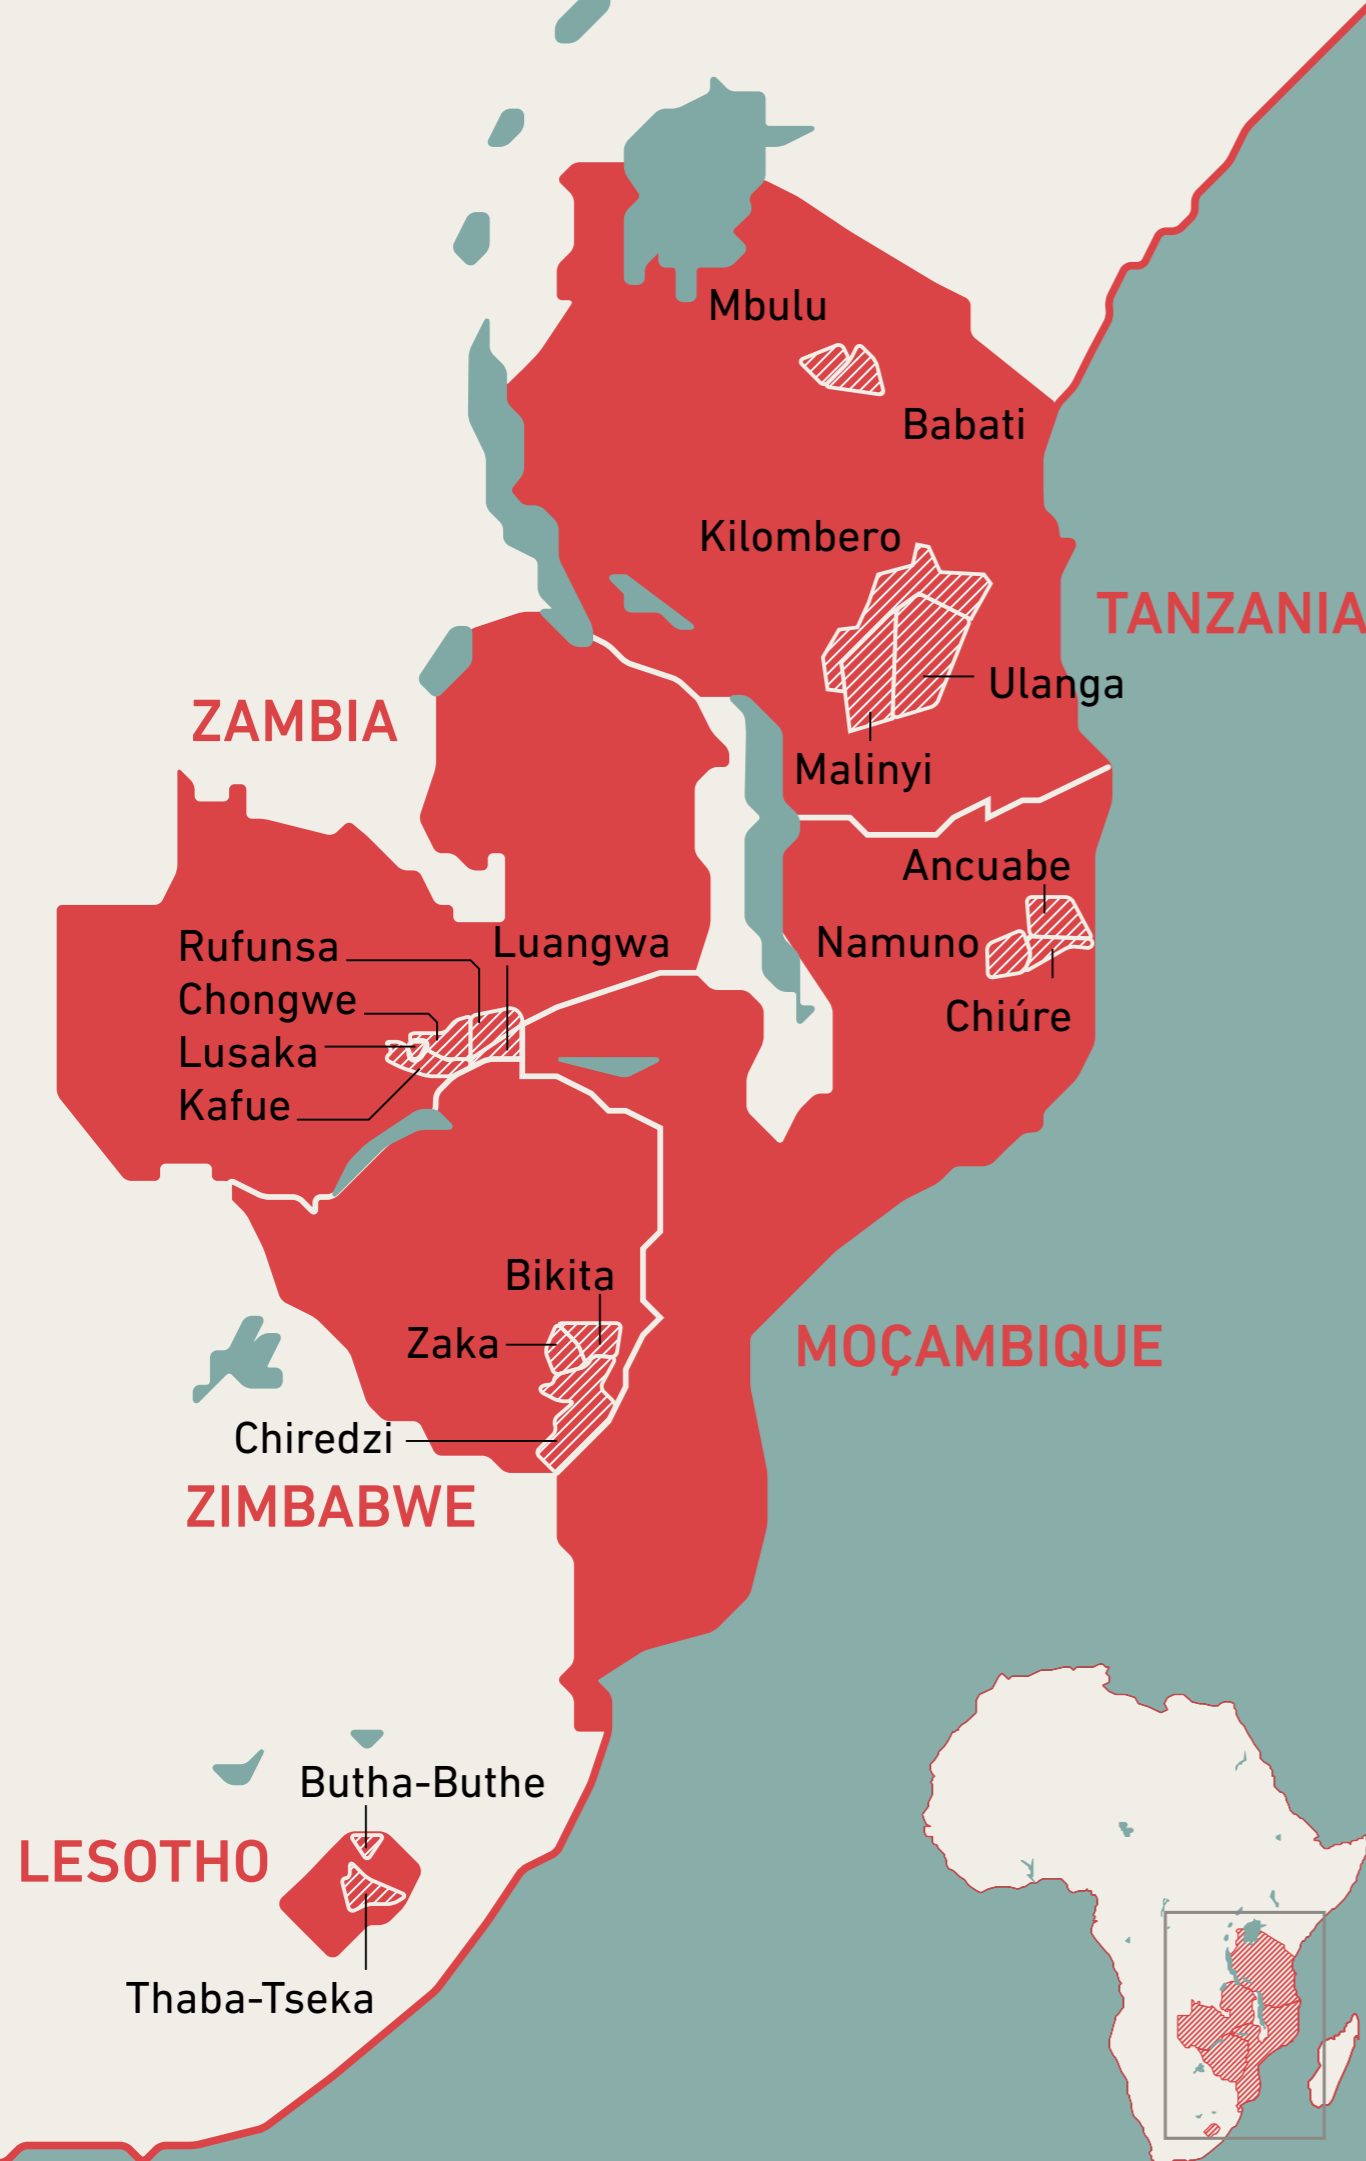 Mbulu
Babati
Kilombero
TANZANIA
Ulanga
ZAMBIA
Malinyi
Ancuabe
Rufunsa
Luangwa
Namuno
Chongwe
Chiúre
Lusaka
Kafue
Bikita
Zaka
MOÇAMBIQUE
Chiredzi
ZIMBABWE
Butha-Buthe
LESOTHO
Thaba-Tseka